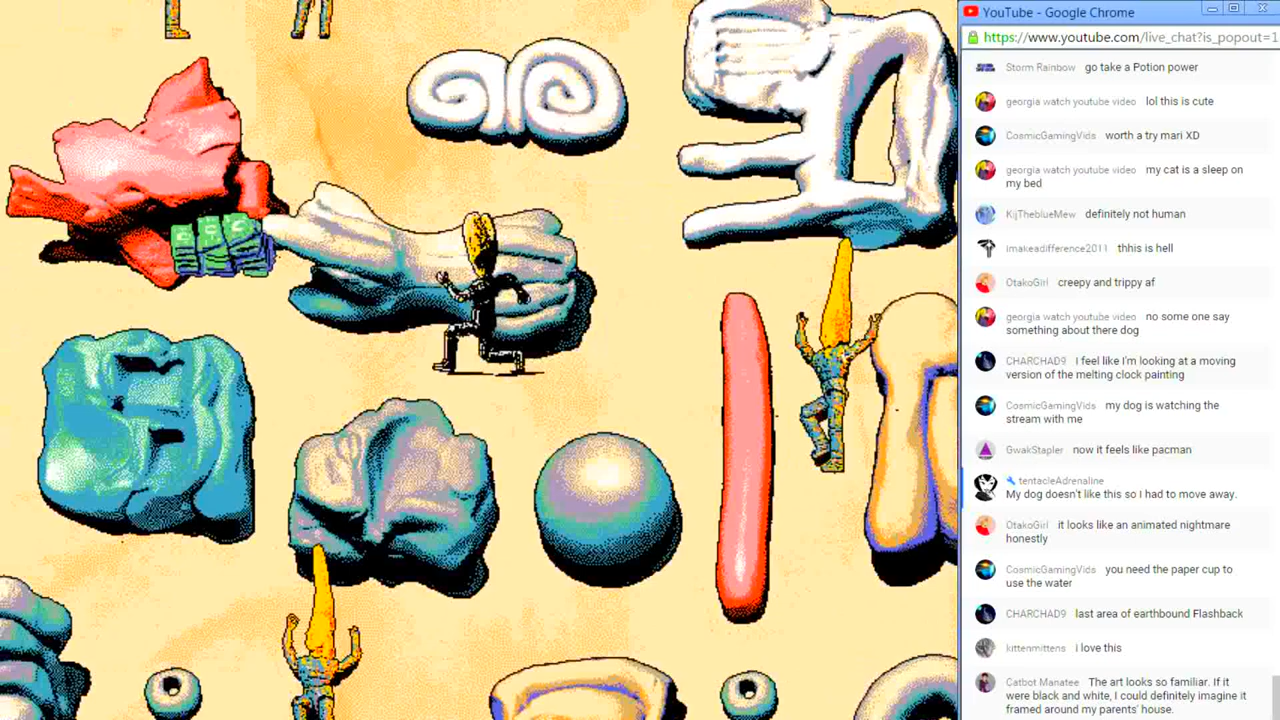 YouTube - Google Chrome
https://www.youtube.com/live_chat?is_popout=1
Storm Rainbow go take a Potion power
georgia watch youtube video lol this is cute
CosmicGamingVids worth a try mari XD
georgia watch youtube video my cat is a sleep on
my bed
KijTheblueMew definitely not human
imakeadifference2011 thhis is hell
OtakoGirl creepy and trippy af
georgia watch youtube video no some one say
something about there dog
CHARCHAD9 I feel like I'm looking at a moving
version of the melting clock painting
CosmicGamingVids my dog is watching the
stream with me
GwakStapler now it feels like pacman
tentacleAdrenaline
My dog doesn't like this so I had to move away.
OtakoGirl it looks like an animated nightmare
honestly
CosmicGamingVids you need the paper cup to
use the water
CHARCHAD9 last area of earthbound Flashback
kittenmittens i love this
Catbot Manatee The art looks so familiar. If it
were black and white, I could definitely imagine it
framed around my parents' house.